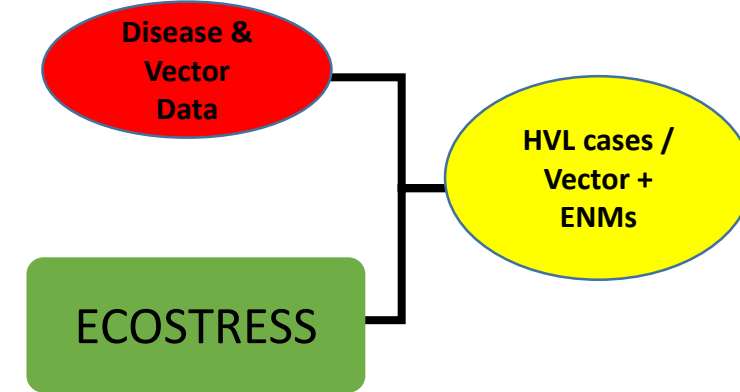 Disease &
Vector
Data
HVL cases /
Vector +
ENMs
ECOSTRESS